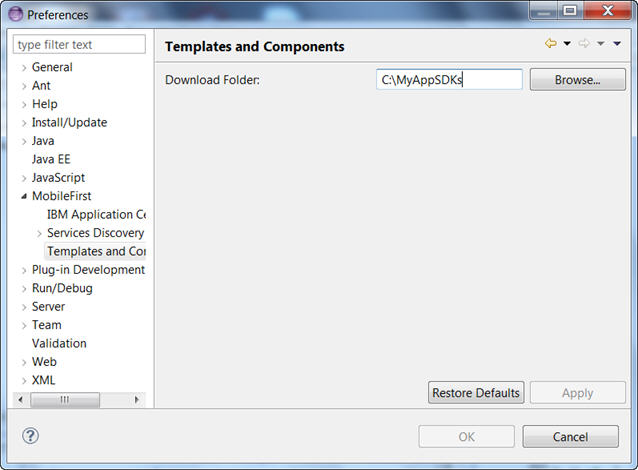 Preferences
type filter text
General
Ant
Help
Install/Update
Java
Java EE
JavaScript
MobileFirst
IBM Application Ce
Services Discovery
Templates and Cor
Plug-in Development
Run/Debug
Server
Team
Validation
Web
XML
Templates and Components
Download Folder:
C:\MyAppSDKs
Browse...
Restore Defaults
Apply
?
OK
Cancel